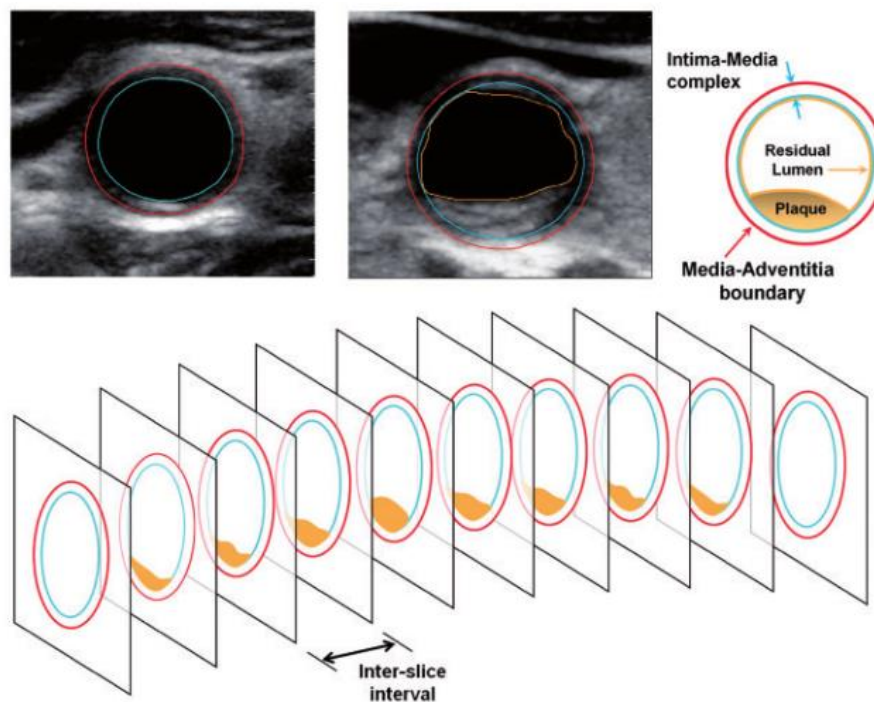 Intima-Media
complex
Residual
Lumen
Plaque
Media-Adventitia
boundary
Inter-slice
interval